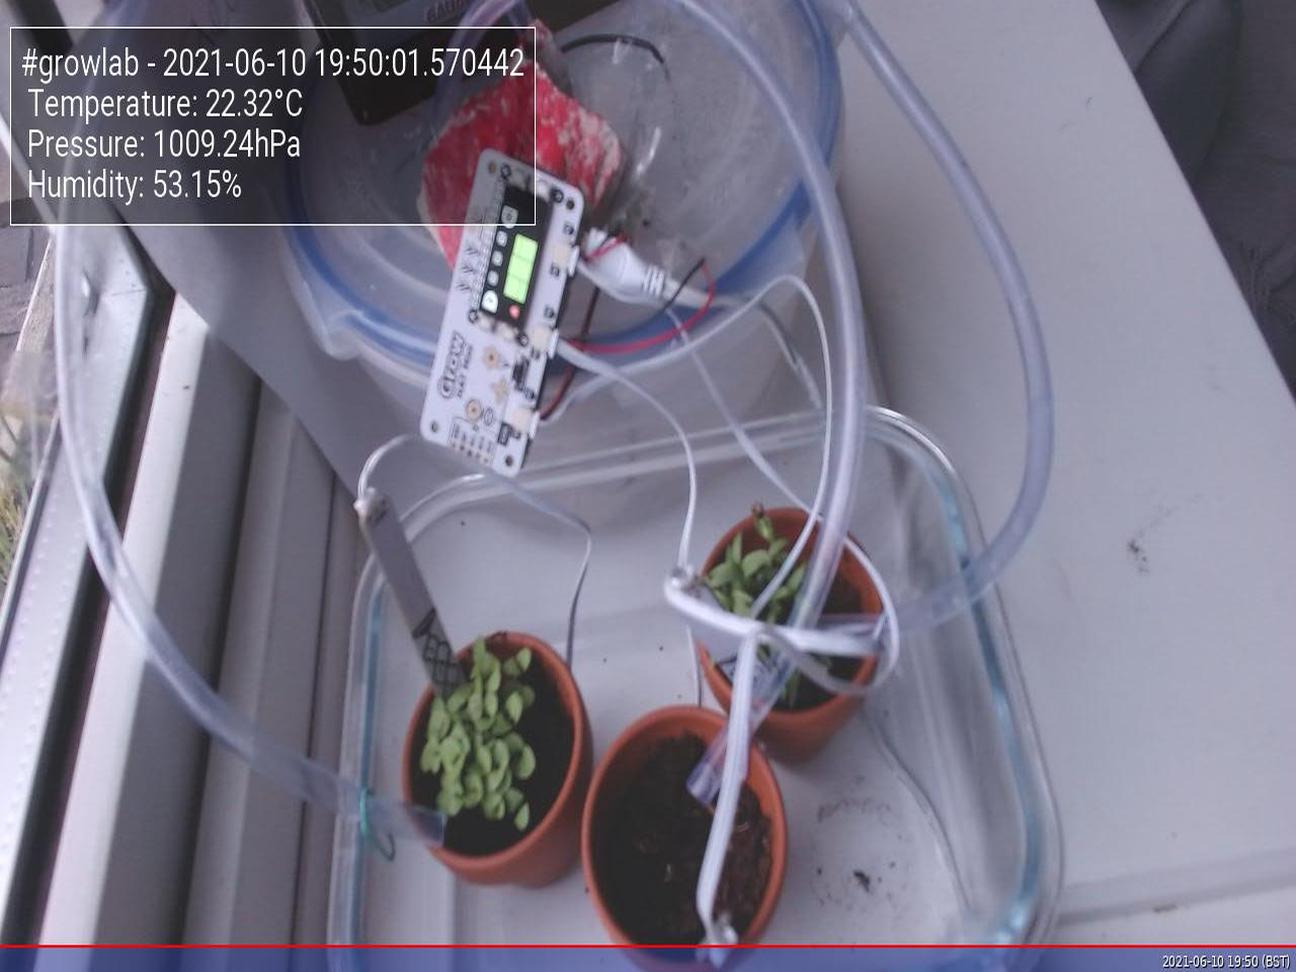 #growlab - 2021-06-10 19:50:01.570442
Temperature: 22.32°C
Pressure: 1009.24hPa
Humidity: 53.15%
Grow
2021-06-10 19:50 (BST)